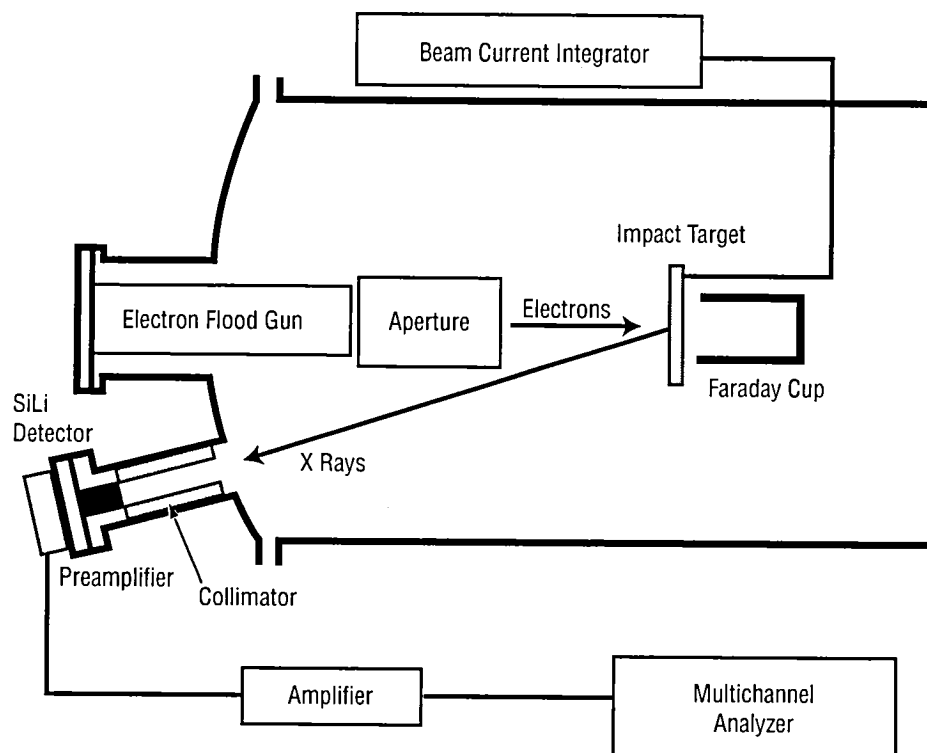 Beam Current Integrator
Impact Target
Electron Flood Gun
Aperture
Electrons
Faraday Cup
SiLi
Detector
X Rays
Preamplifier
Collimator
Amplifier
Multichannel
Analyzer